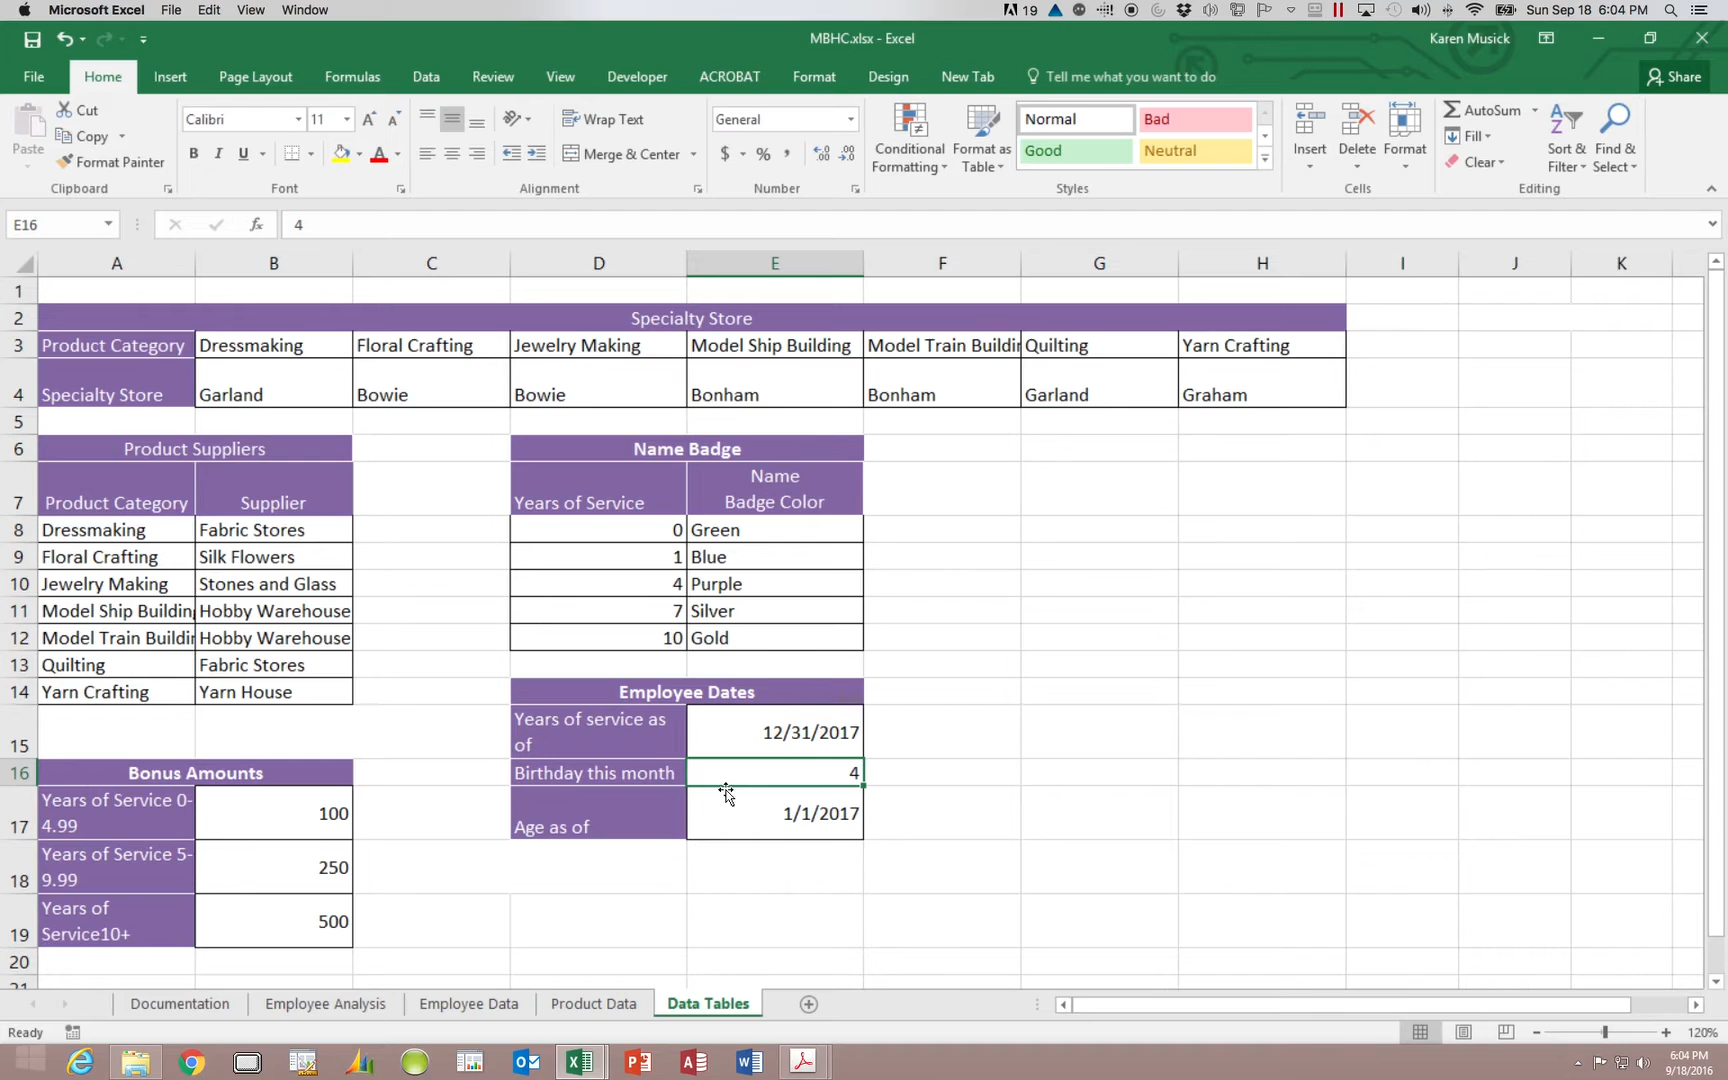 Microsoft Excel File Edit View Window 19 Sun Sep 18 6:04 PM
MBHC.xlsx - Excel Karen Musick
File Home Insert Page Layout Formulas Data Review View Developer ACROBAT Format Design New Tab Tell me what you want to do Share
Paste Cut Copy Format Painter
Calibri 11 B I U A
Wrap Text Merge & Center
General $ % ,
Conditional Formatting Format as Table
Normal Bad Good Neutral
Insert Delete Format
AutoSum Fill Clear Sort & Filter Find & Select
Clipboard Font Alignment Number Styles Cells Editing
E16 fx 4
A B C D E F G H I J K
1
2 Specialty Store
3 Product Category Dressmaking Floral Crafting Jewelry Making Model Ship Building Model Train Buildin Quilting Yarn Crafting
4 Specialty Store Garland Bowie Bowie Bonham Bonham Garland Graham
5
6 Product Suppliers Name Badge
7 Product Category Supplier Years of Service Name Badge Color
8 Dressmaking Fabric Stores 0 Green
9 Floral Crafting Silk Flowers 1 Blue
10 Jewelry Making Stones and Glass 4 Purple
11 Model Ship Building Hobby Warehouse 7 Silver
12 Model Train Buildin Hobby Warehouse 10 Gold
13 Quilting Fabric Stores
14 Yarn Crafting Yarn House Employee Dates
15 Years of service as of 12/31/2017
16 Bonus Amounts Birthday this month 4
17 Years of Service 0-4.99 100 Age as of 1/1/2017
18 Years of Service 5-9.99 250
19 Years of Service10+ 500
20
21
Documentation Employee Analysis Employee Data Product Data Data Tables
Ready 120%
6:04 PM
9/18/2016